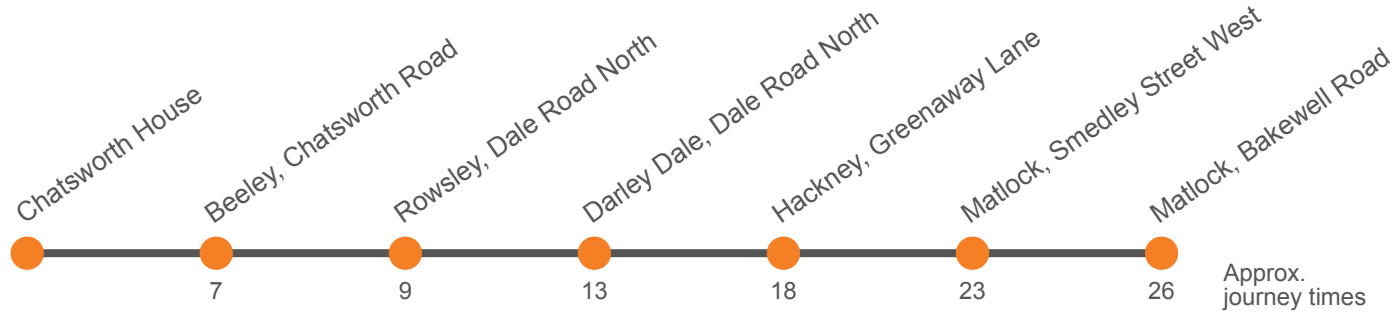 Chatsworth House
Beeley, Chatsworth Road
Rowsley, Dale Road North
Darley Dale, Dale Road North
Hackney, Greenaway Lane
Matlock, Smedley Street West
Matlock, Bakewell Road
7
9
13
18
23
26
Approx.
journey times